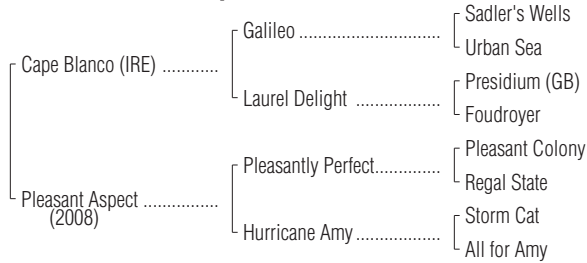 Sadler's Wells
Galileo ..........................................
Urban Sea
Cape Blanco (IRE) ............
Presidium (GB)
Laurel Delight ...................
Foudroyer
Pleasant Colony
Pleasantly Perfect..............
Regal State
Pleasant Aspect ................
(2008)
Storm Cat
Hurricane Amy ..................
All for Amy